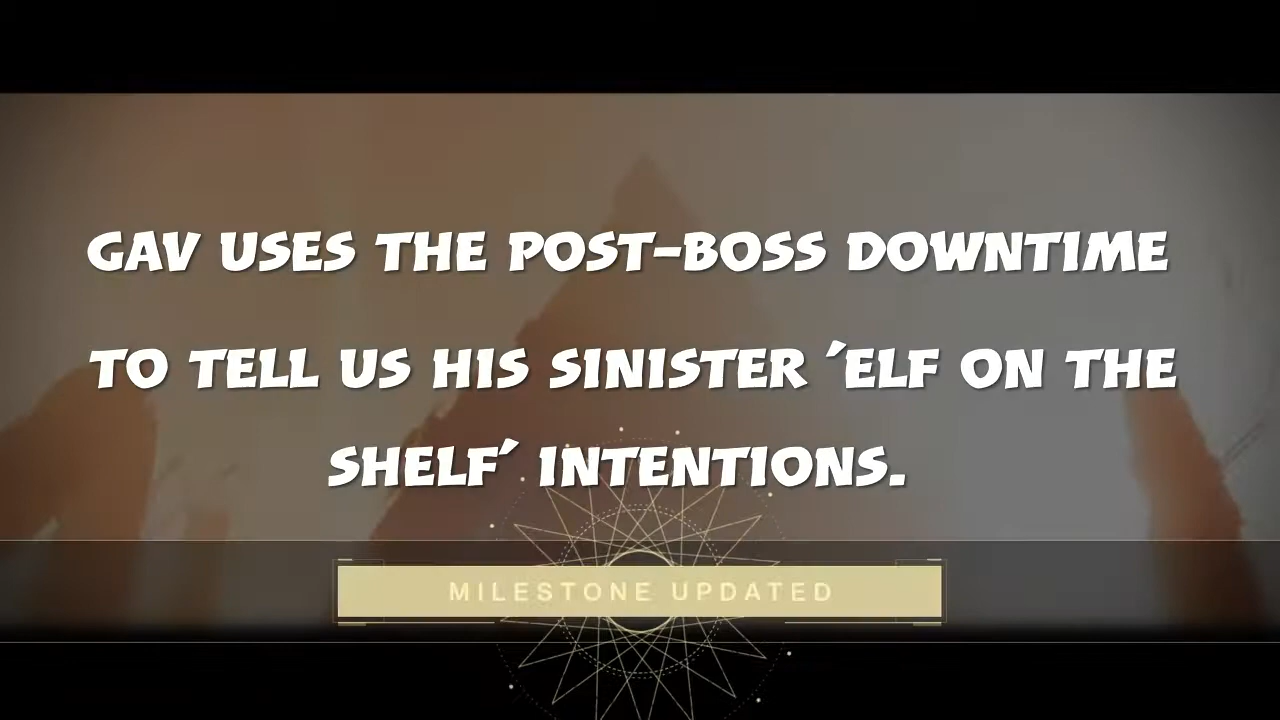 GAV USES THE POST-BOSS DOWNTIME
TO TELL US HIS SINISTER 'ELF ON THE
SHELF' INTENTIONS.
MILESTONE UPDATED